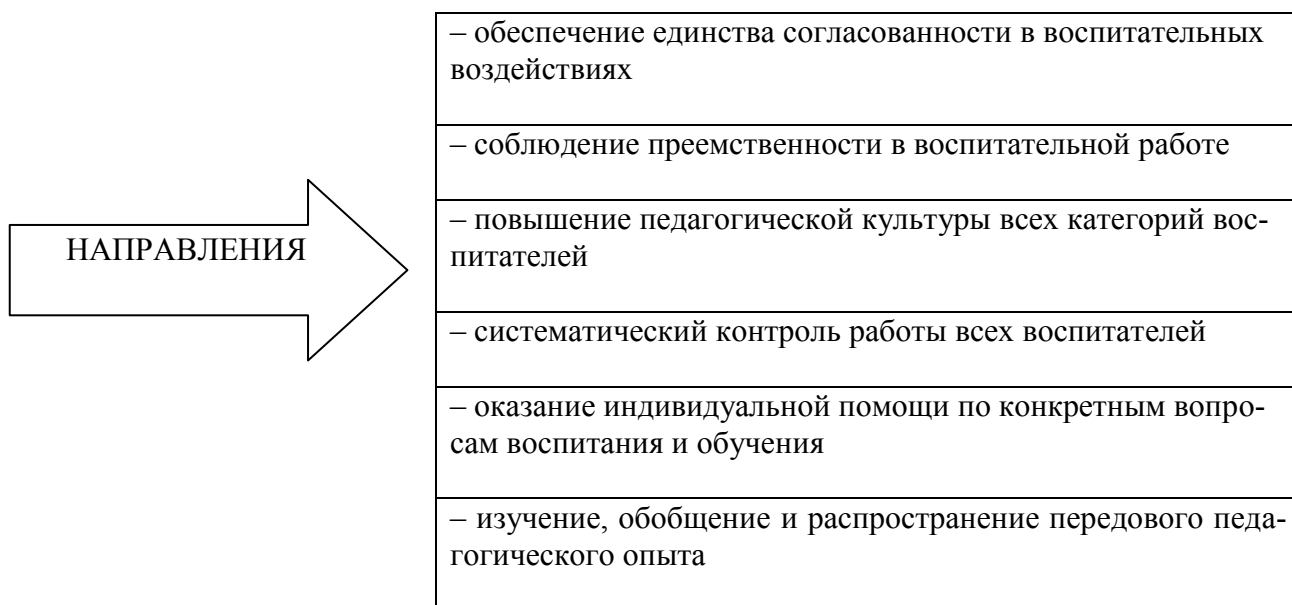 НАПРАВЛЕНИЯ
– обеспечение единства согласованности в воспитательных
воздействиях
– соблюдение преемственности в воспитательной работе
– повышение педагогической культуры всех категорий вос-
питателей
– систематический контроль работы всех воспитателей
– оказание индивидуальной помощи по конкретным вопро-
сам воспитания и обучения
– изучение, обобщение и распространение передового педа-
гогического опыта